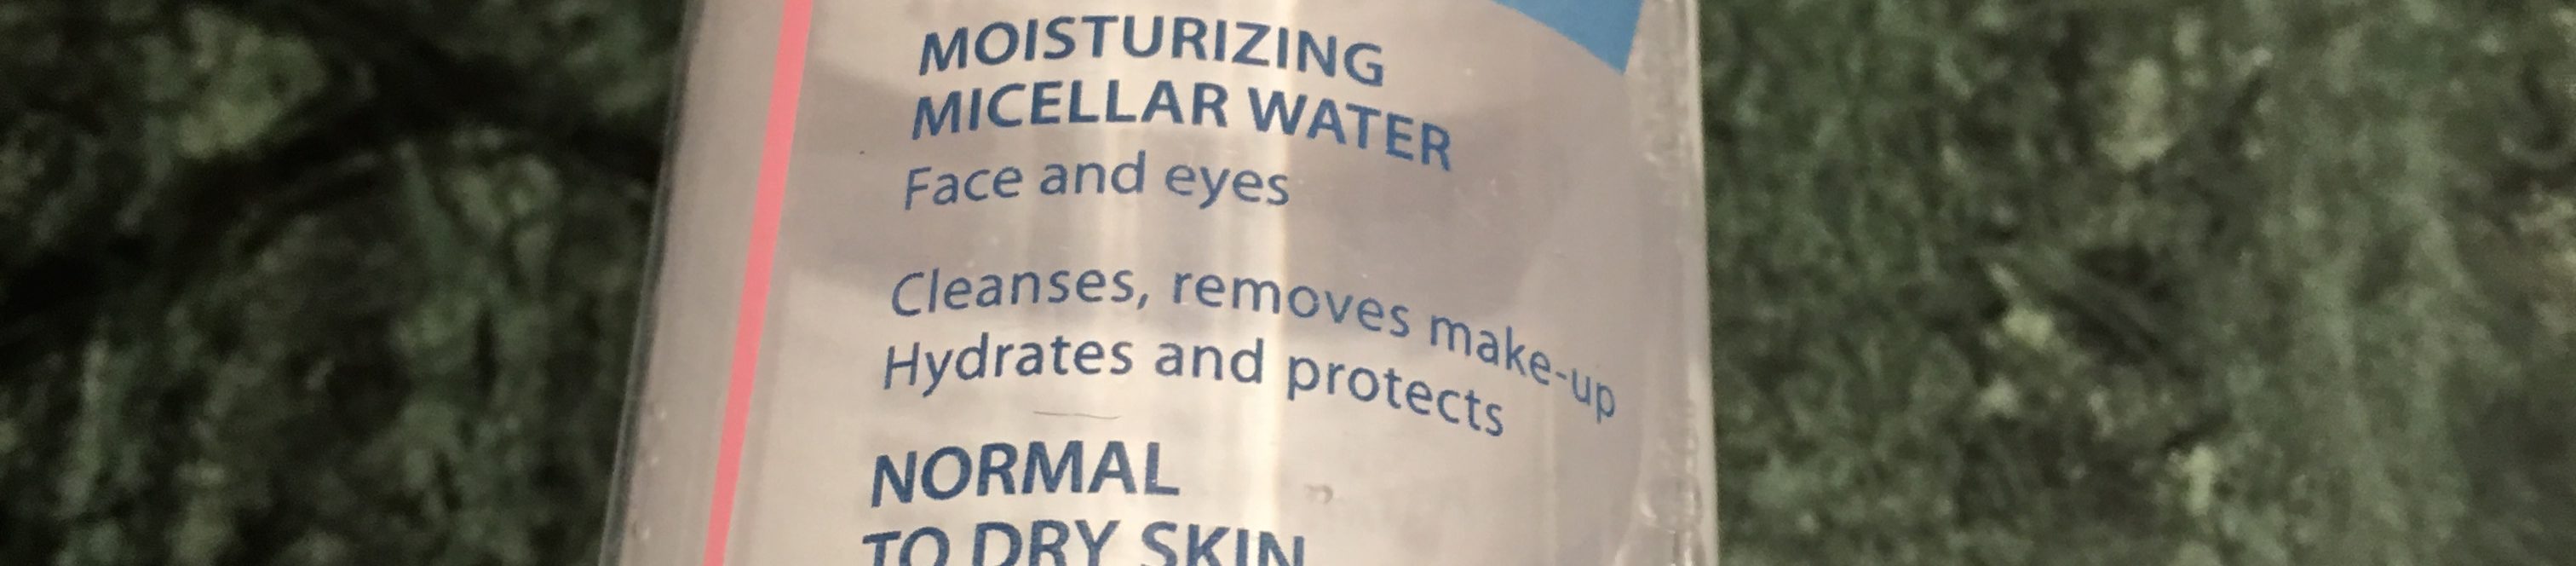 MOISTURIZING
MICELLAR WATER
Face and eyes
Cleanses, removes make-up
Hydrates and protects
NORMAL
TO DRY SKIN